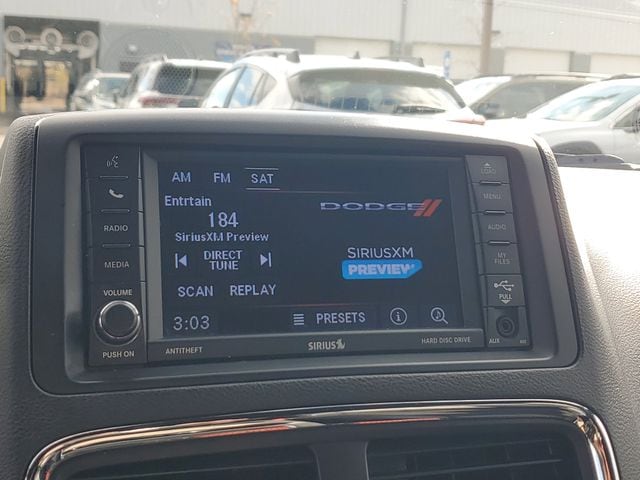 AM FM SAT
Entrtain
184
SiriusXM Preview
DIRECT
TUNE
SCAN REPLAY
3:03
PRESETS
DODGE
SIRIUSXM
PREVIEW
RADIO
MEDIA
VOLUME
PUSH ON
ANTITHEFT
SIRIUS
HARD DISC DRIVE
LOAD
MENU
AUDIO
MY
FILES
PULL
AUX